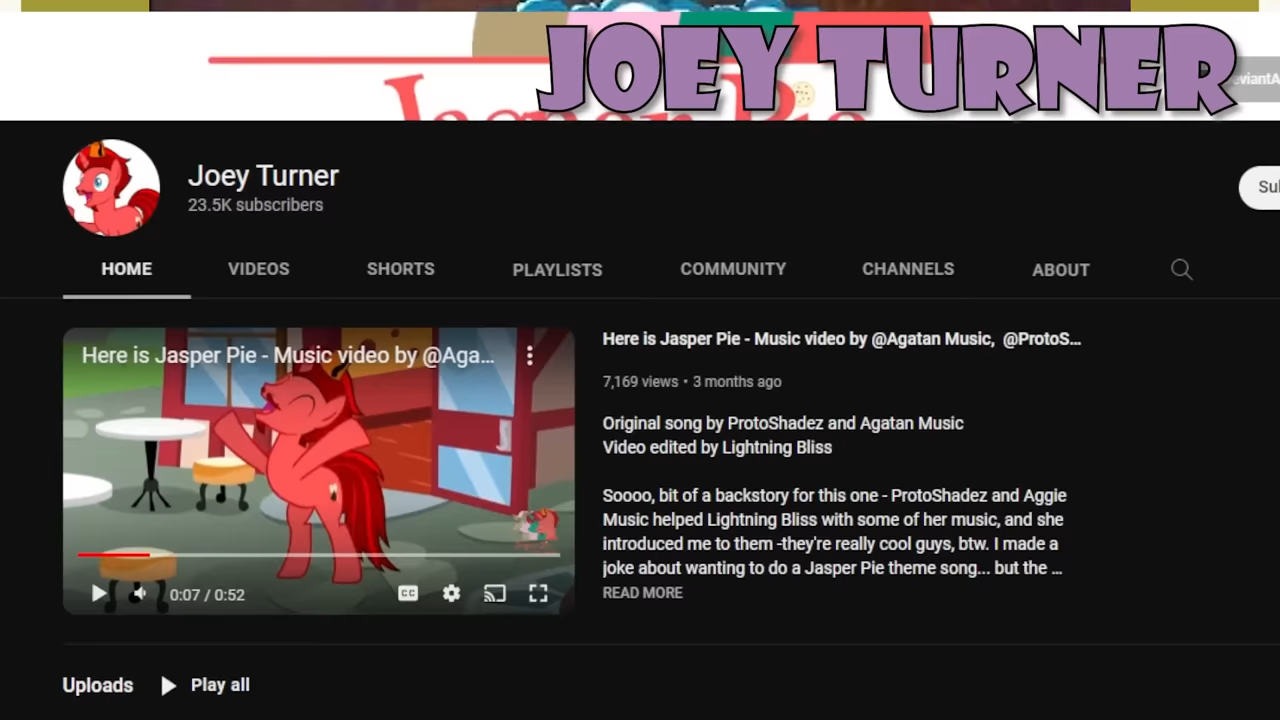 JOEY TURNER
Jasper Pie
Joey Turner
23.5K subscribers
HOME VIDEOS SHORTS PLAYLISTS COMMUNITY CHANNELS ABOUT
Here is Jasper Pie - Music video by @Aga...
0:07 / 0:52
CC
Here is Jasper Pie - Music video by @Agatan Music, @ProtoS...
7,169 views • 3 months ago
Original song by ProtoShadez and Agatan Music
Video edited by Lightning Bliss
Soooo, bit of a backstory for this one - ProtoShadez and Aggie
Music helped Lightning Bliss with some of her music, and she
introduced me to them -they're really cool guys, btw. I made a
joke about wanting to do a Jasper Pie theme song... but the ...
READ MORE
Uploads Play all